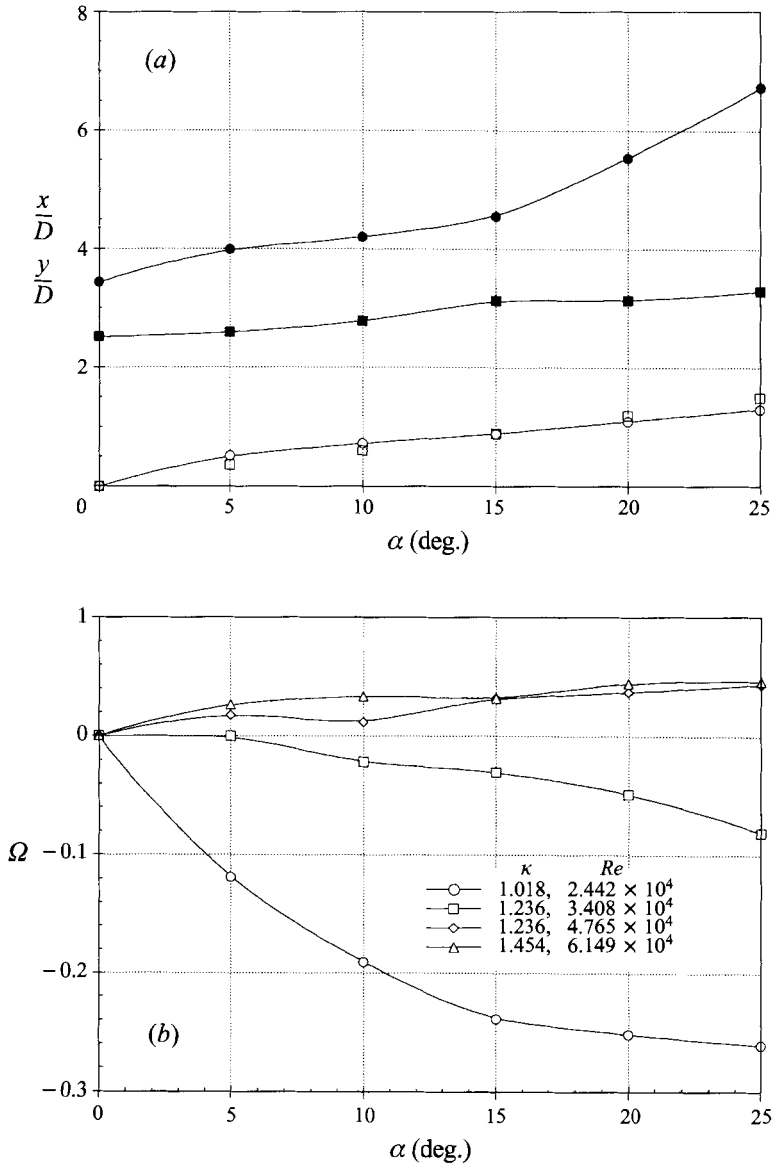 8
(a)
6
x
D
4
y
D
2
0
5
10
15
20
25
α (deg.)
1
0
Ω
−0.1
κ Re
1.018, 2.442 × 10⁴
1.236, 3.408 × 10⁴
1.236, 4.765 × 10⁴
1.454, 6.149 × 10⁴
−0.2
(b)
−0.3
0
5
10
15
20
25
α (deg.)